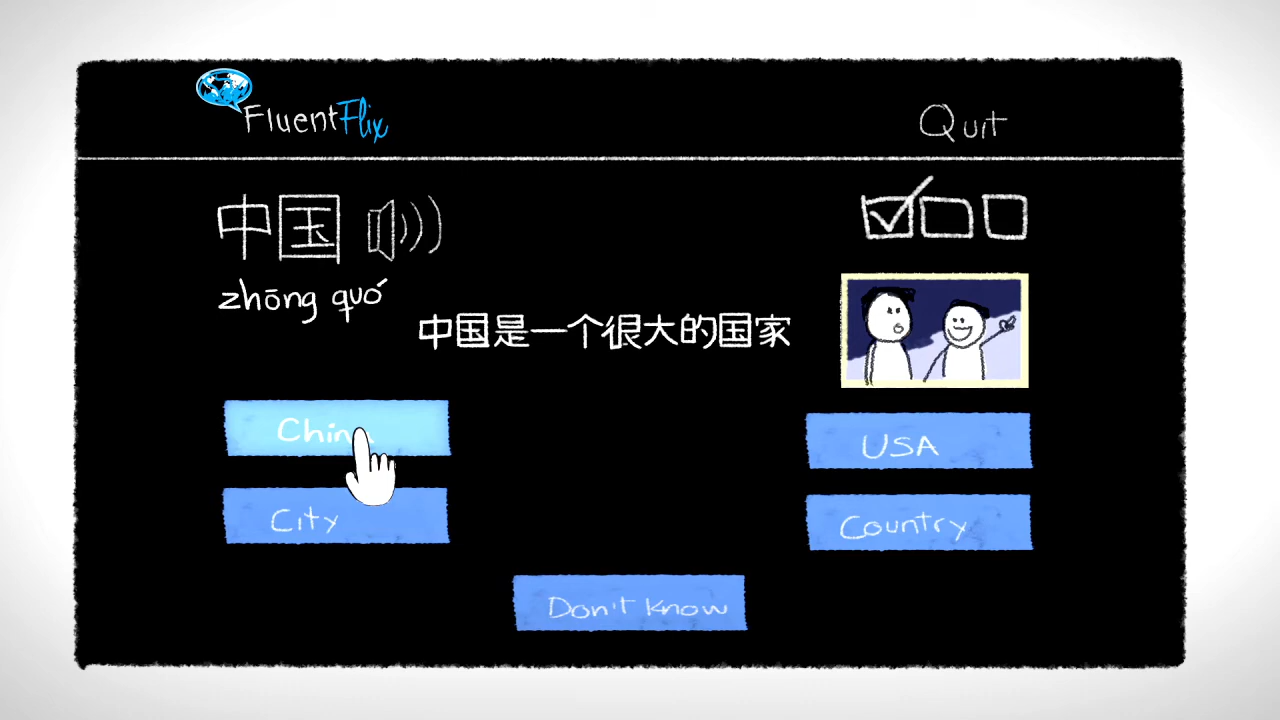 FluentFlix
Quit
中国
zhōng quó
中国是一个很大的国家
China
USA
City
Country
Don't know